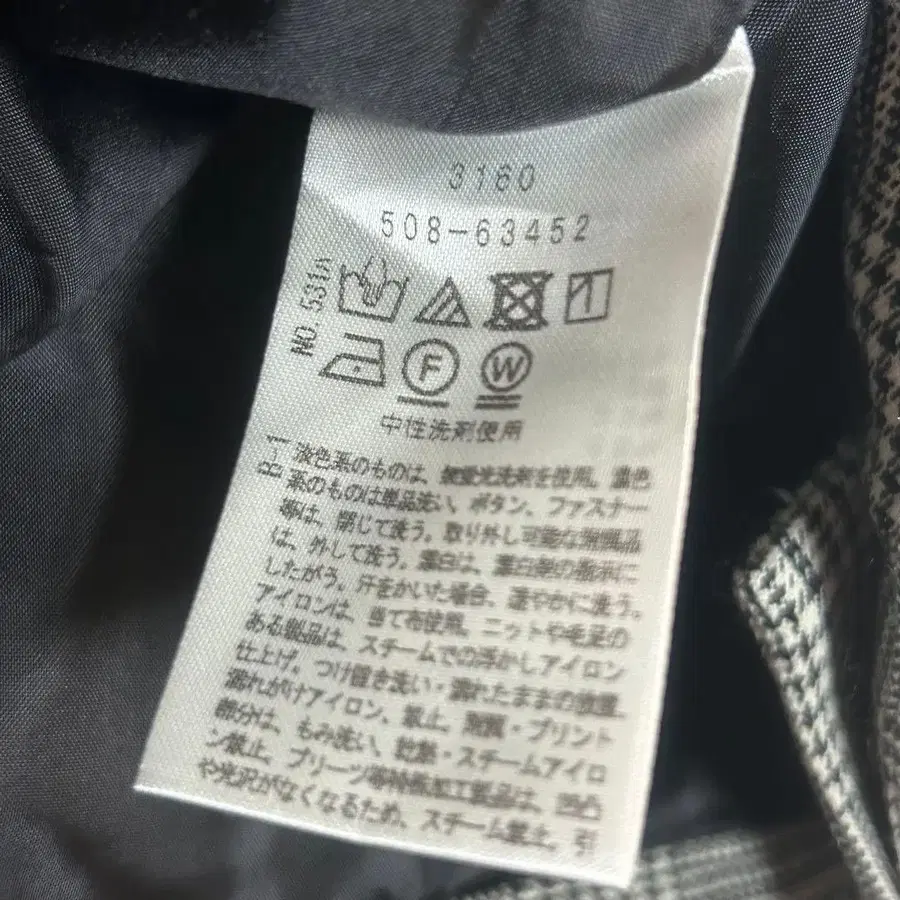 3160
508-63452
NO. 531A
F W
中性洗剤使用
B-1
淡色系のものは、無蛍光洗剤を使用。濃色
系のものは単品洗い、ボタン、ファスナー
等は、閉じて洗う。取り外し可能な附属品
は、外して洗う。漂白は、漂白剤の指示に
したがう。汗をかいた場合、速やかに洗う。
アイロンは、当て布使用。ニットや毛足の
ある製品は、スチームでの浮かしアイロン
仕上げ。つけ置き洗い・濡れたままの放置、
濡れがけアイロン、禁止。附属・プリント
部分は、もみ洗い、乾燥・スチームアイロ
ン禁止。プリーツ等特殊加工製品は、凹凸
や光沢がなくなるため、スチーム禁止。引